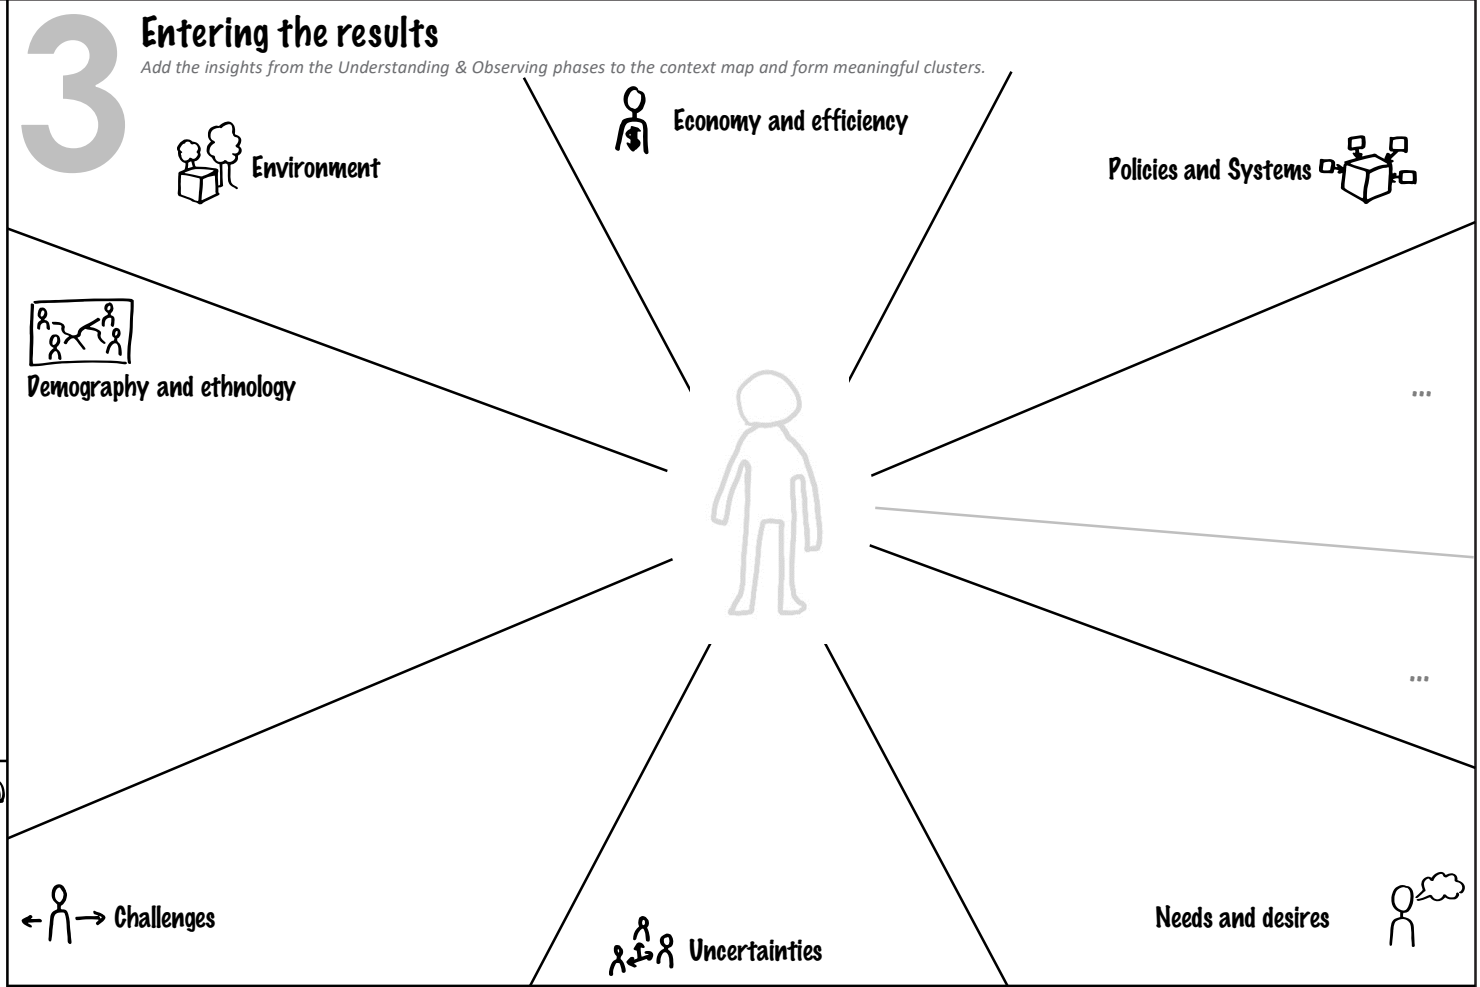 3
Entering the results
Add the insights from the Understanding & Observing phases to the context map and form meaningful clusters.
Economy and efficiency
Environment
Policies and Systems
Demography and ethnology
...
...
Challenges
Needs and desires
Uncertainties